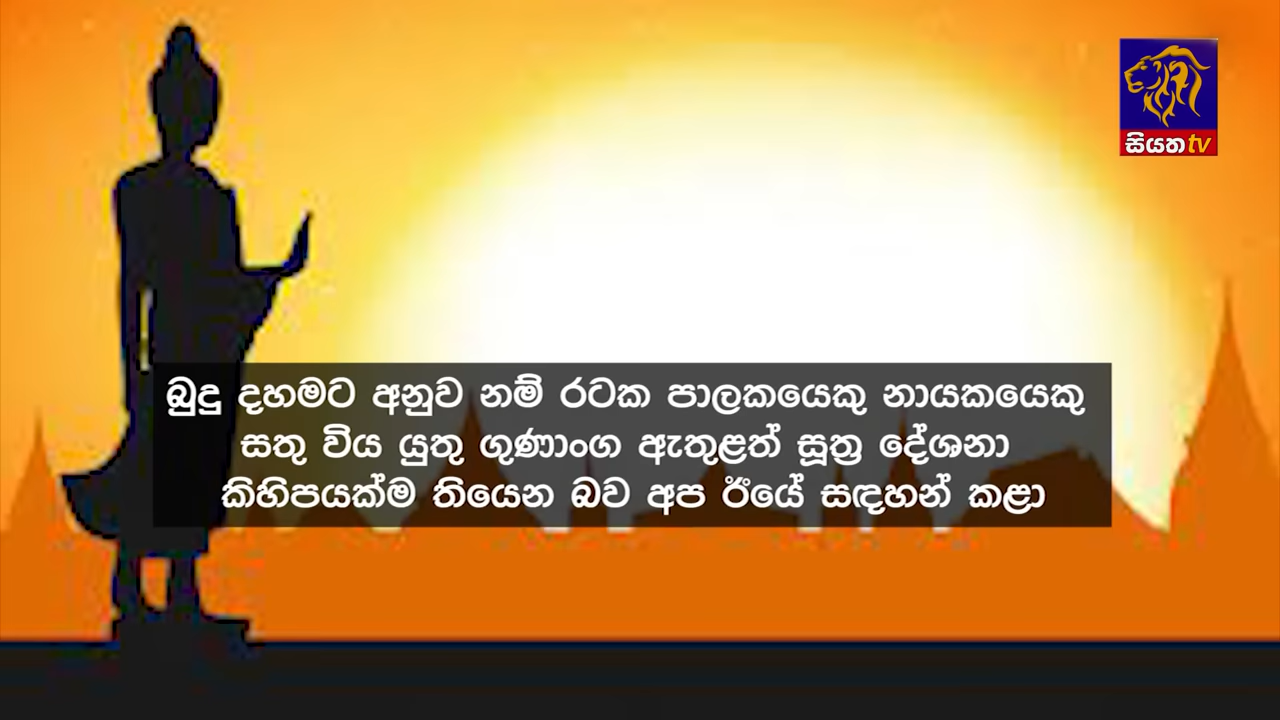 සියත tv
බුදු දහමට අනුව නම් රටක පාලකයෙකු නායකයෙකු
සතු විය යුතු ගුණාංග ඇතුළත් සූත්‍ර දේශනා
කිහිපයක්ම තියෙන බව අප ඊයේ සඳහන් කළා